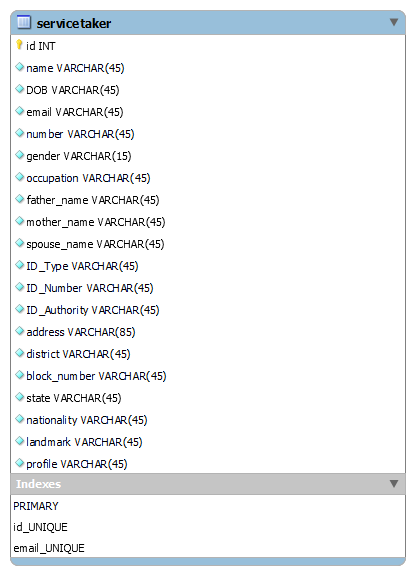 servicetaker
id INT
name VARCHAR(45)
DOB VARCHAR(45)
email VARCHAR(45)
number VARCHAR(45)
gender VARCHAR(15)
occupation VARCHAR(45)
father_name VARCHAR(45)
mother_name VARCHAR(45)
spouse_name VARCHAR(45)
ID_Type VARCHAR(45)
ID_Number VARCHAR(45)
ID_Authority VARCHAR(45)
address VARCHAR(85)
district VARCHAR(45)
block_number VARCHAR(45)
state VARCHAR(45)
nationality VARCHAR(45)
landmark VARCHAR(45)
profile VARCHAR(45)
Indexes
PRIMARY
id_UNIQUE
email_UNIQUE